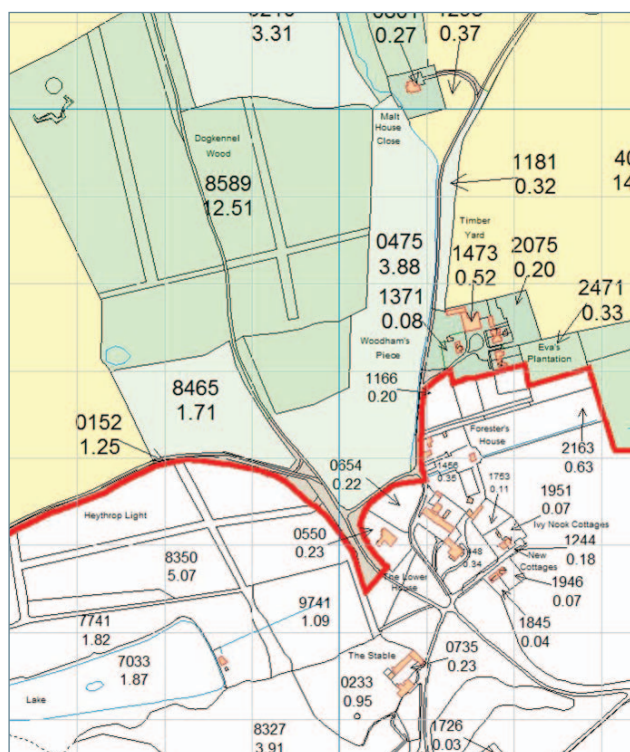 3.31
0.27
0.37
Malt
House
Close
Dogkennel
Wood
8589
12.51
1181
0.32
Timber
Yard
0475
3.88
1473
0.52
2075
0.20
1371
0.08
2471
0.33
Woodham's
Piece
Eva's
Plantation
1166
0.20
8465
1.71
0152
1.25
Forester's
House
2163
0.63
0654
0.22
0.35
1753
0.11
1951
0.07
Heythrop Light
Ivy Nook Cottages
0550
0.23
1244
0.18
New
Cottages
8350
5.07
0.34
1946
0.07
The Lower
House
9741
1.09
1845
0.04
7741
1.82
7033
1.87
The Stable
0735
0.23
0233
0.95
Lake
8327
3.91
1726
0.03